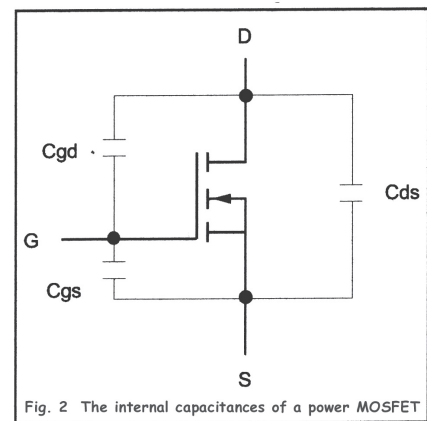 D
Cgd
Cds
G
Cgs
S
Fig. 2 The internal capacitances of a power MOSFET